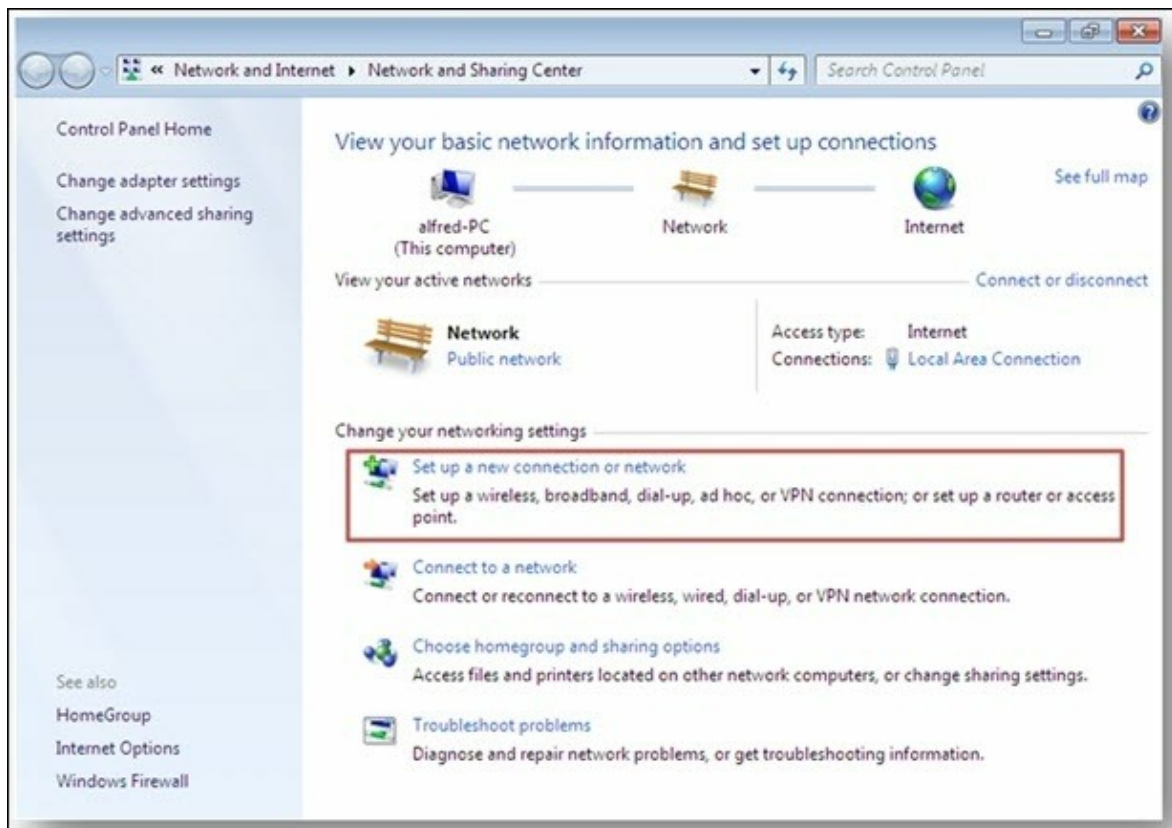 « Network and Internet ▸ Network and Sharing Center
Search Control Panel
Control Panel Home
Change adapter settings
Change advanced sharing
settings
See also
HomeGroup
Internet Options
Windows Firewall
View your basic network information and set up connections
See full map
alfred-PC
(This computer)
Network
Internet
View your active networks
Connect or disconnect
Network
Public network
Access type: Internet
Connections: Local Area Connection
Change your networking settings
Set up a new connection or network
Set up a wireless, broadband, dial-up, ad hoc, or VPN connection; or set up a router or access
point.
Connect to a network
Connect or reconnect to a wireless, wired, dial-up, or VPN network connection.
Choose homegroup and sharing options
Access files and printers located on other network computers, or change sharing settings.
Troubleshoot problems
Diagnose and repair network problems, or get troubleshooting information.